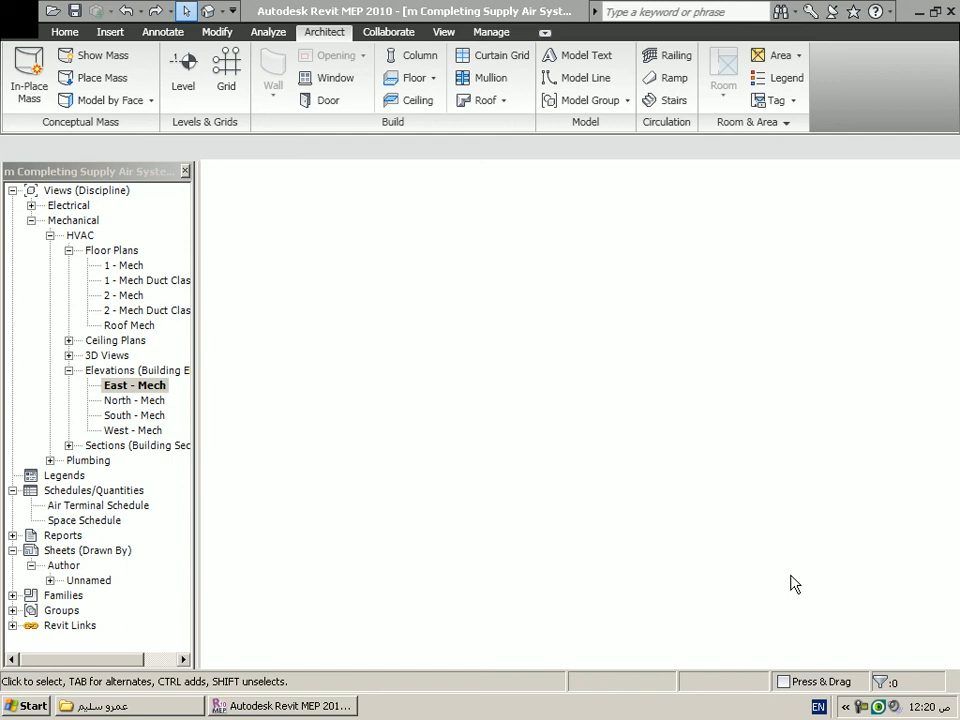 Autodesk Revit MEP 2010 - [m Completing Supply Air Syst...
Type a keyword or phrase
Home Insert Annotate Modify Analyze Architect Collaborate View Manage
In-Place Mass
Show Mass
Place Mass
Model by Face
Conceptual Mass
Level
Grid
Levels & Grids
Wall
Opening
Window
Door
Column
Floor
Ceiling
Curtain Grid
Mullion
Roof
Build
Model Text
Model Line
Model Group
Model
Railing
Ramp
Stairs
Circulation
Room
Area
Legend
Tag
Room & Area
m Completing Supply Air Syste...
Views (Discipline)
Electrical
Mechanical
HVAC
Floor Plans
1 - Mech
1 - Mech Duct Clas
2 - Mech
2 - Mech Duct Clas
Roof Mech
Ceiling Plans
3D Views
Elevations (Building E
East - Mech
North - Mech
South - Mech
West - Mech
Sections (Building Sec
Plumbing
Legends
Schedules/Quantities
Air Terminal Schedule
Space Schedule
Reports
Sheets (Drawn By)
Author
Unnamed
Families
Groups
Revit Links
Click to select, TAB for alternates, CTRL adds, SHIFT unselects.
Press & Drag
:0
Start
عمرو سليم
Autodesk Revit MEP 201...
EN
12:20 ص